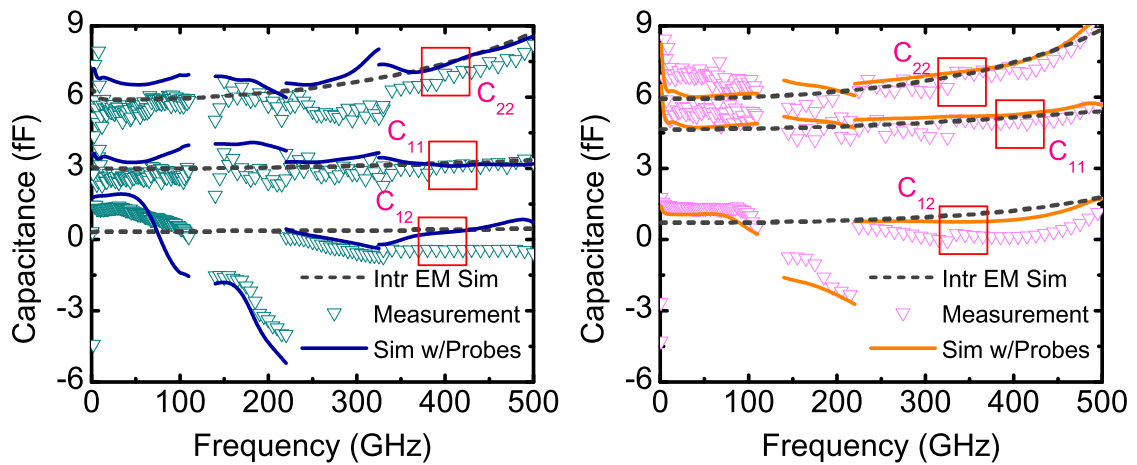 9
6
3
0
-3
-6
0
100
200
300
400
500
Capacitance (fF)
Frequency (GHz)
C22
C11
C12
Intr EM Sim
Measurement
Sim w/Probes
9
6
3
0
-3
-6
0
100
200
300
400
500
Capacitance (fF)
Frequency (GHz)
C22
C11
C12
Intr EM Sim
Measurement
Sim w/Probes